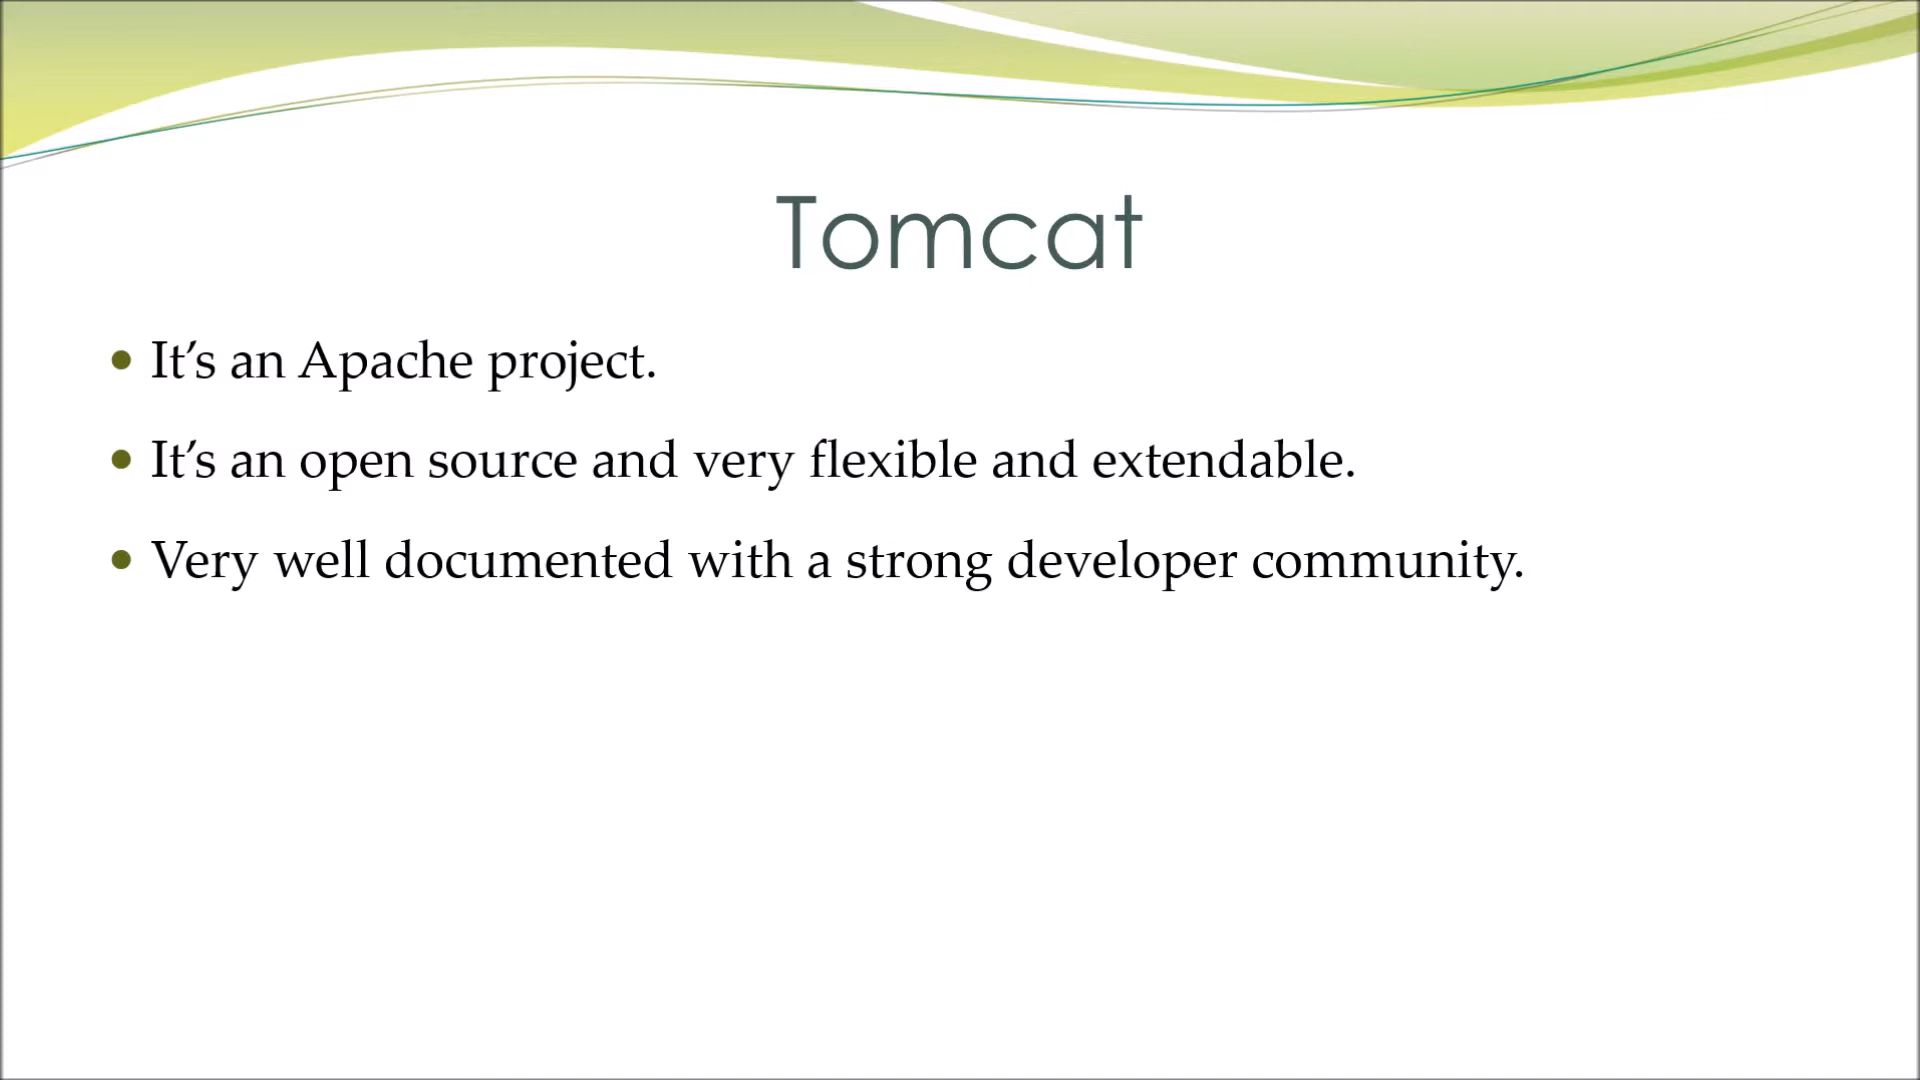 Tomcat
• It’s an Apache project.
• It’s an open source and very flexible and extendable.
• Very well documented with a strong developer community.